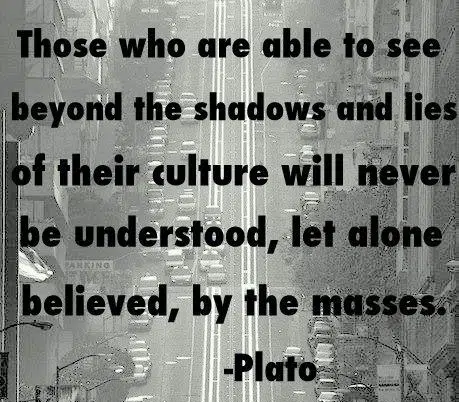 Those who are able to see
beyond the shadows and lies
of their culture will never
be understood, let alone
PARKING
believed, by the masses.
-Plato